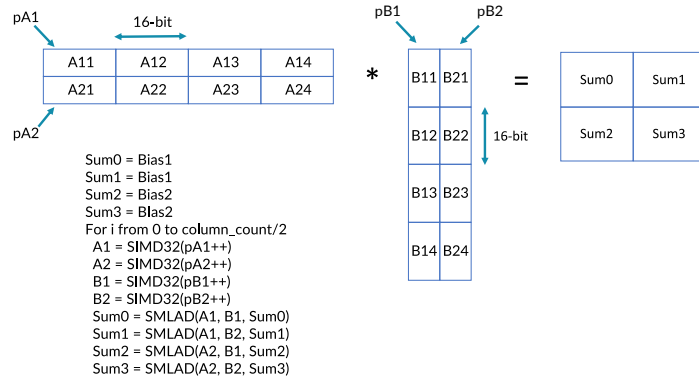 pA1
16-bit
A11 A12 A13 A14
A21 A22 A23 A24
pA2
*
pB1 pB2
B11 B21
B12 B22
B13 B23
B14 B24
16-bit
=
Sum0 Sum1
Sum2 Sum3
Sum0 = Bias1
Sum1 = Bias1
Sum2 = Bias2
Sum3 = Blas2
For i from 0 to column_count/2
A1 = SIMD32(pA1++)
A2 = SIMD32(pA2++)
B1 = SIMD32(pB1++)
B2 = SIMD32(pB2++)
Sum0 = SMLAD(A1, B1, Sum0)
Sum1 = SMLAD(A1, B2, Sum1)
Sum2 = SMLAD(A2, B1, Sum2)
Sum3 = SMLAD(A2, B2, Sum3)